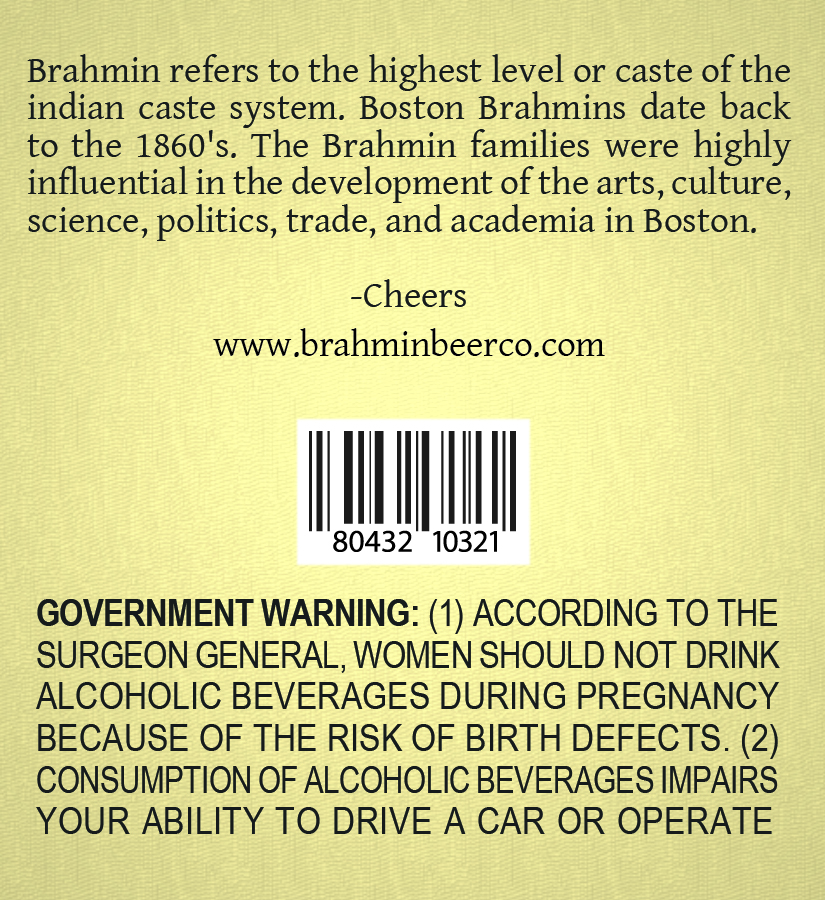 Brahmin refers to the highest level or caste of the
indian caste system. Boston Brahmins date back
to the 1860's. The Brahmin families were highly
influential in the development of the arts, culture,
science, politics, trade, and academia in Boston.
-Cheers
www.brahminbeerco.com
80432 10321
GOVERNMENT WARNING: (1) ACCORDING TO THE
SURGEON GENERAL, WOMEN SHOULD NOT DRINK
ALCOHOLIC BEVERAGES DURING PREGNANCY
BECAUSE OF THE RISK OF BIRTH DEFECTS. (2)
CONSUMPTION OF ALCOHOLIC BEVERAGES IMPAIRS
YOUR ABILITY TO DRIVE A CAR OR OPERATE